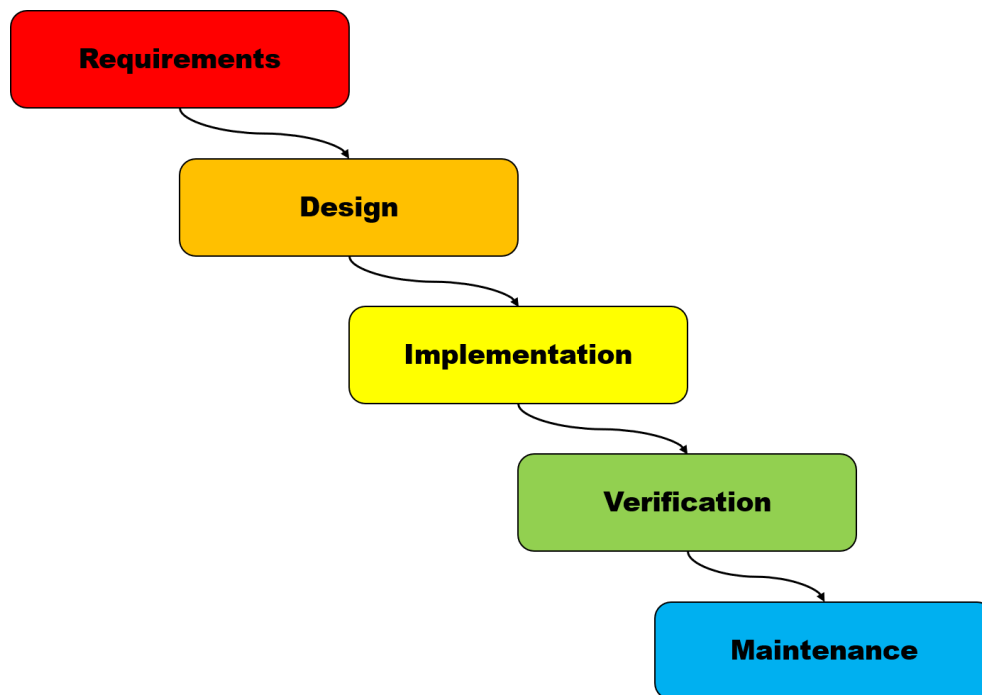 Requirements
Design
Implementation
Verification
Maintenance